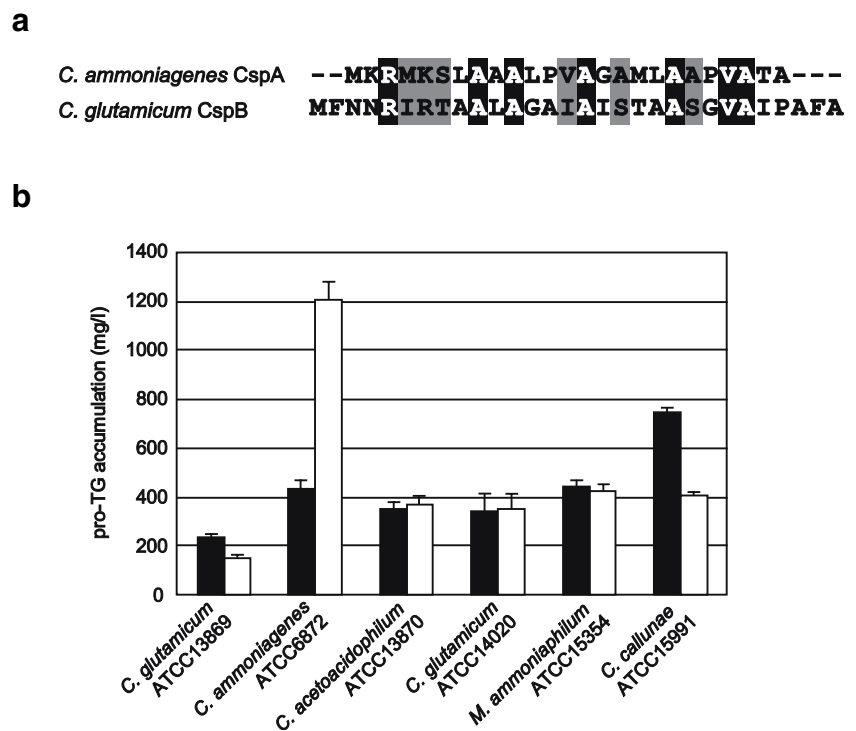 a
C. ammoniagenes CspA --MKRMKSLAAALPVAGAMLAAPVATA---
C. glutamicum CspB MFNNRIRTAALAGAIAISTAASGVAIPAFA
b
pro-TG accumulation (mg/l)
1400
1200
1000
800
600
400
200
0
C. glutamicum
ATCC13869
C. ammoniagenes
ATCC6872
C. acetoacidophilum
ATCC13870
C. glutamicum
ATCC14020
M. ammoniaphilum
ATCC15354
C. callunae
ATCC15991